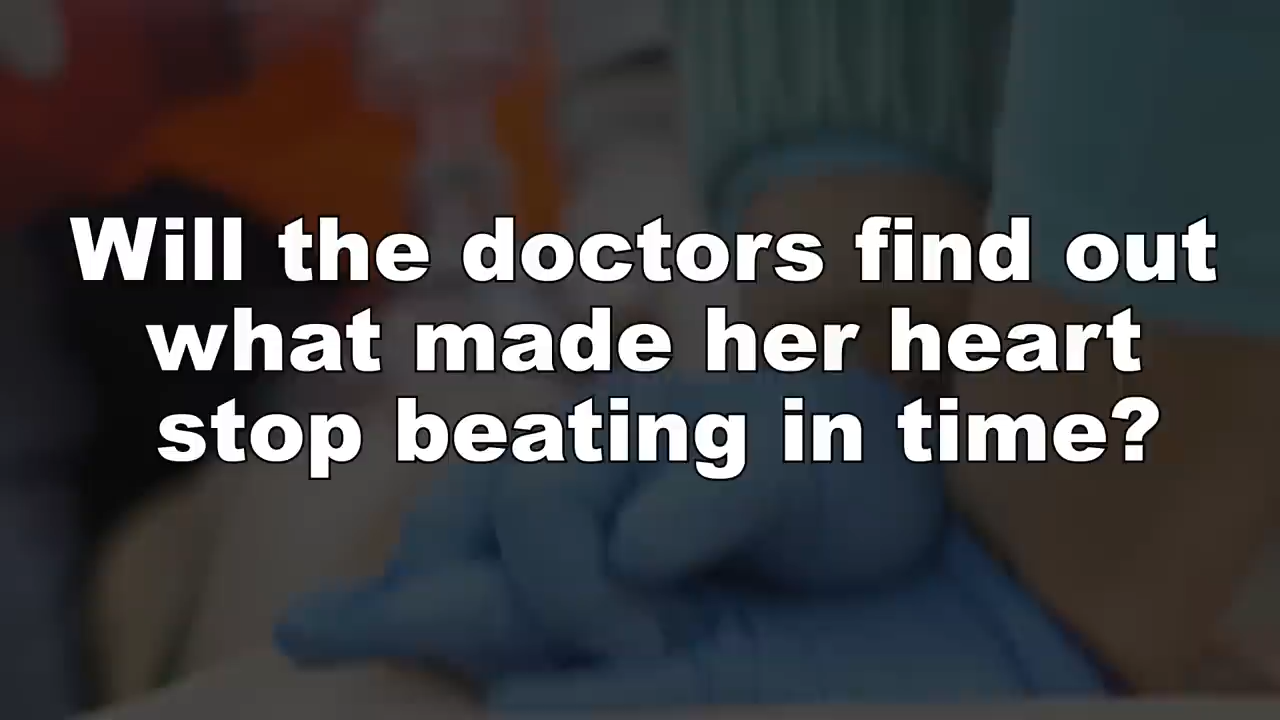 Will the doctors find out
what made her heart
stop beating in time?